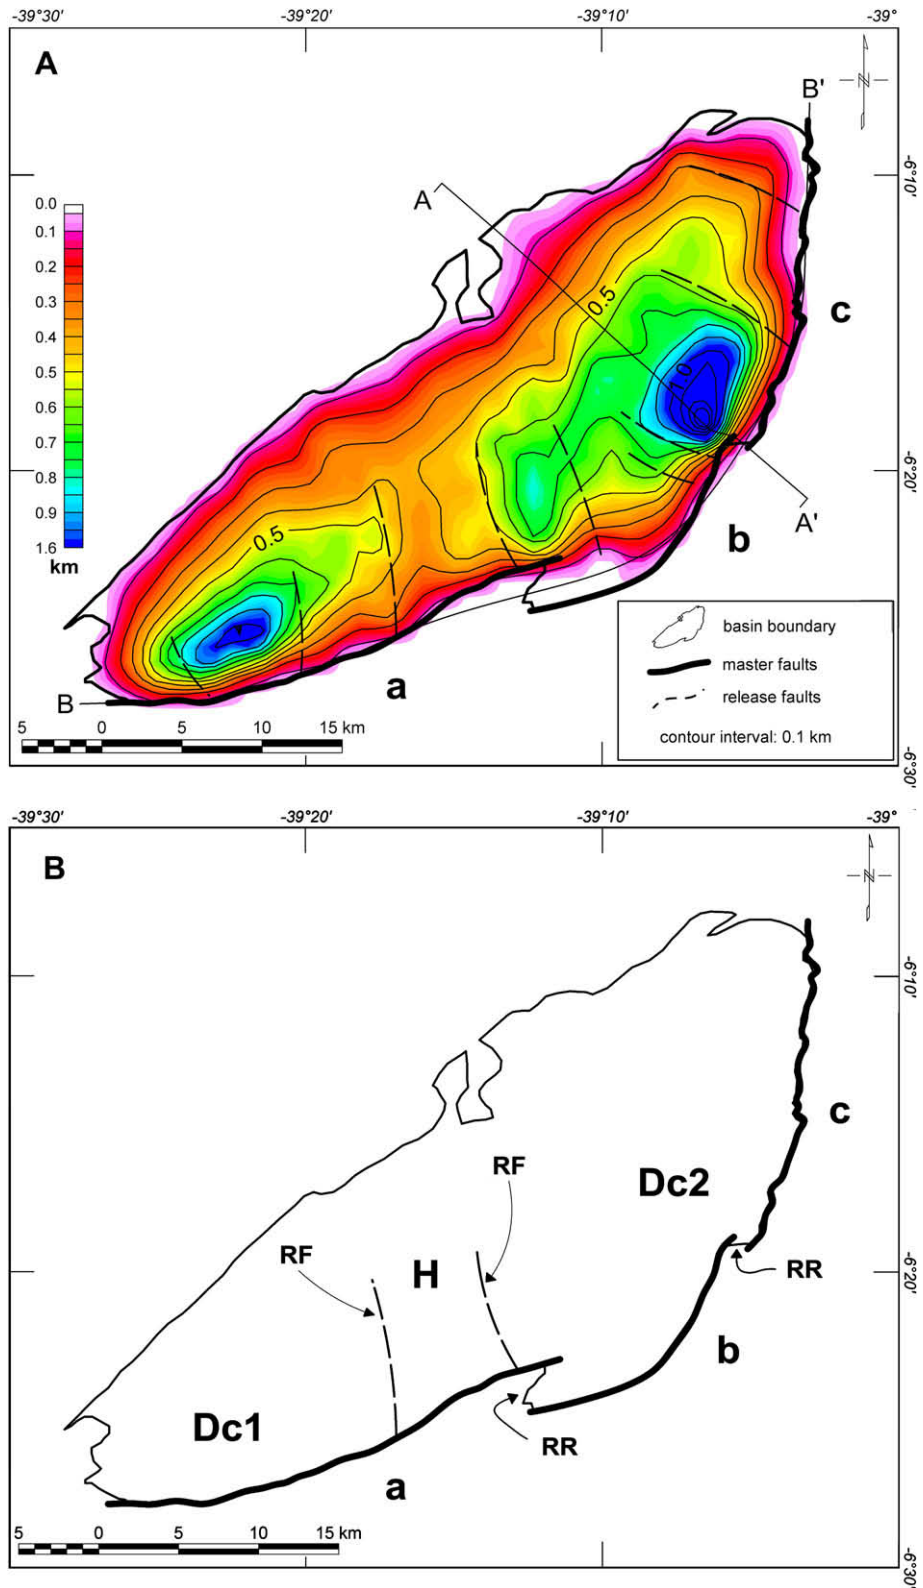 -39°30' -39°20' -39°10' -39°
A
N
B'
-6°10'
A
0.0
0.1
0.2
0.3
0.4
0.5
0.6
0.7
0.8
0.9
1.6
km
0.5
c
1.0
-6°20'
0.5
A'
b
B
a
5 0 5 10 15 km
basin boundary
master faults
release faults
contour interval: 0.1 km
-6°30'
-39°30' -39°20' -39°10' -39°
B
N
-6°10'
c
RF
Dc2
RF
H
RR
-6°20'
b
Dc1
RR
a
5 0 5 10 15 km
-6°30'